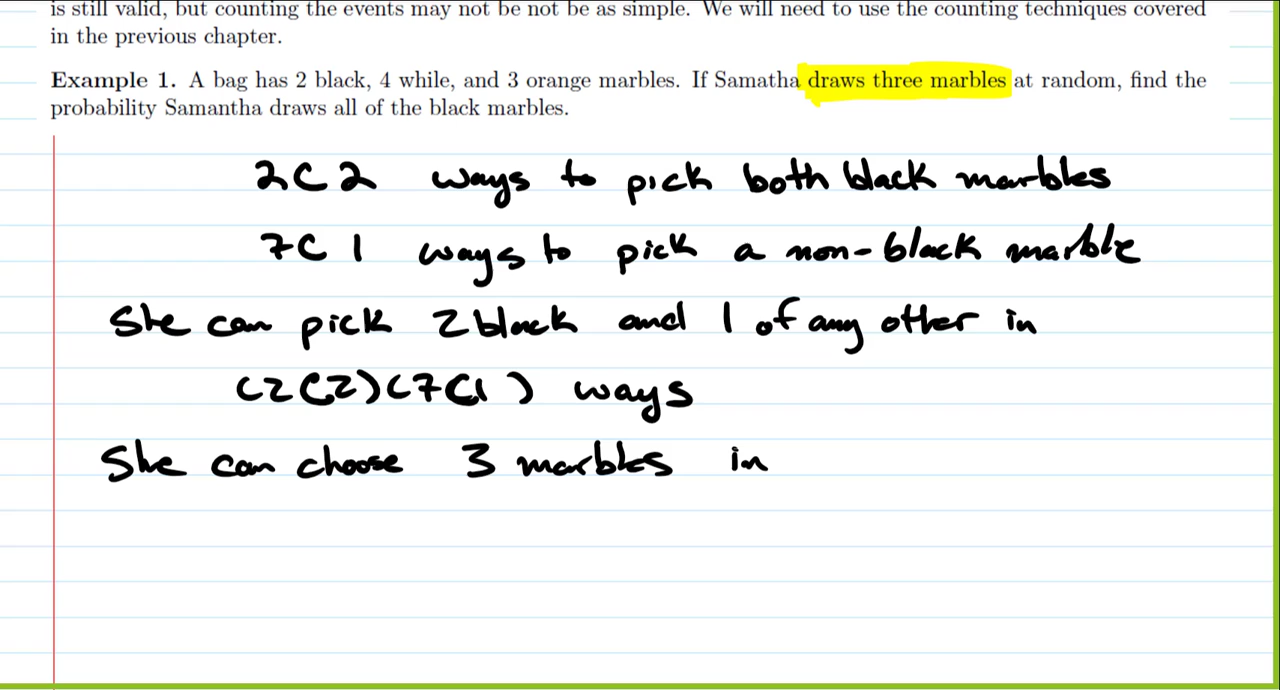 is still valid, but counting the events may not be not be as simple. We will need to use the counting techniques covered
in the previous chapter.
Example 1. A bag has 2 black, 4 while, and 3 orange marbles. If Samatha draws three marbles at random, find the
probability Samantha draws all of the black marbles.
2C2 ways to pick both black marbles
7C1 ways to pick a non-black marble
She can pick 2 black and 1 of any other in
(2C2)(7C1) ways
She can choose 3 marbles in